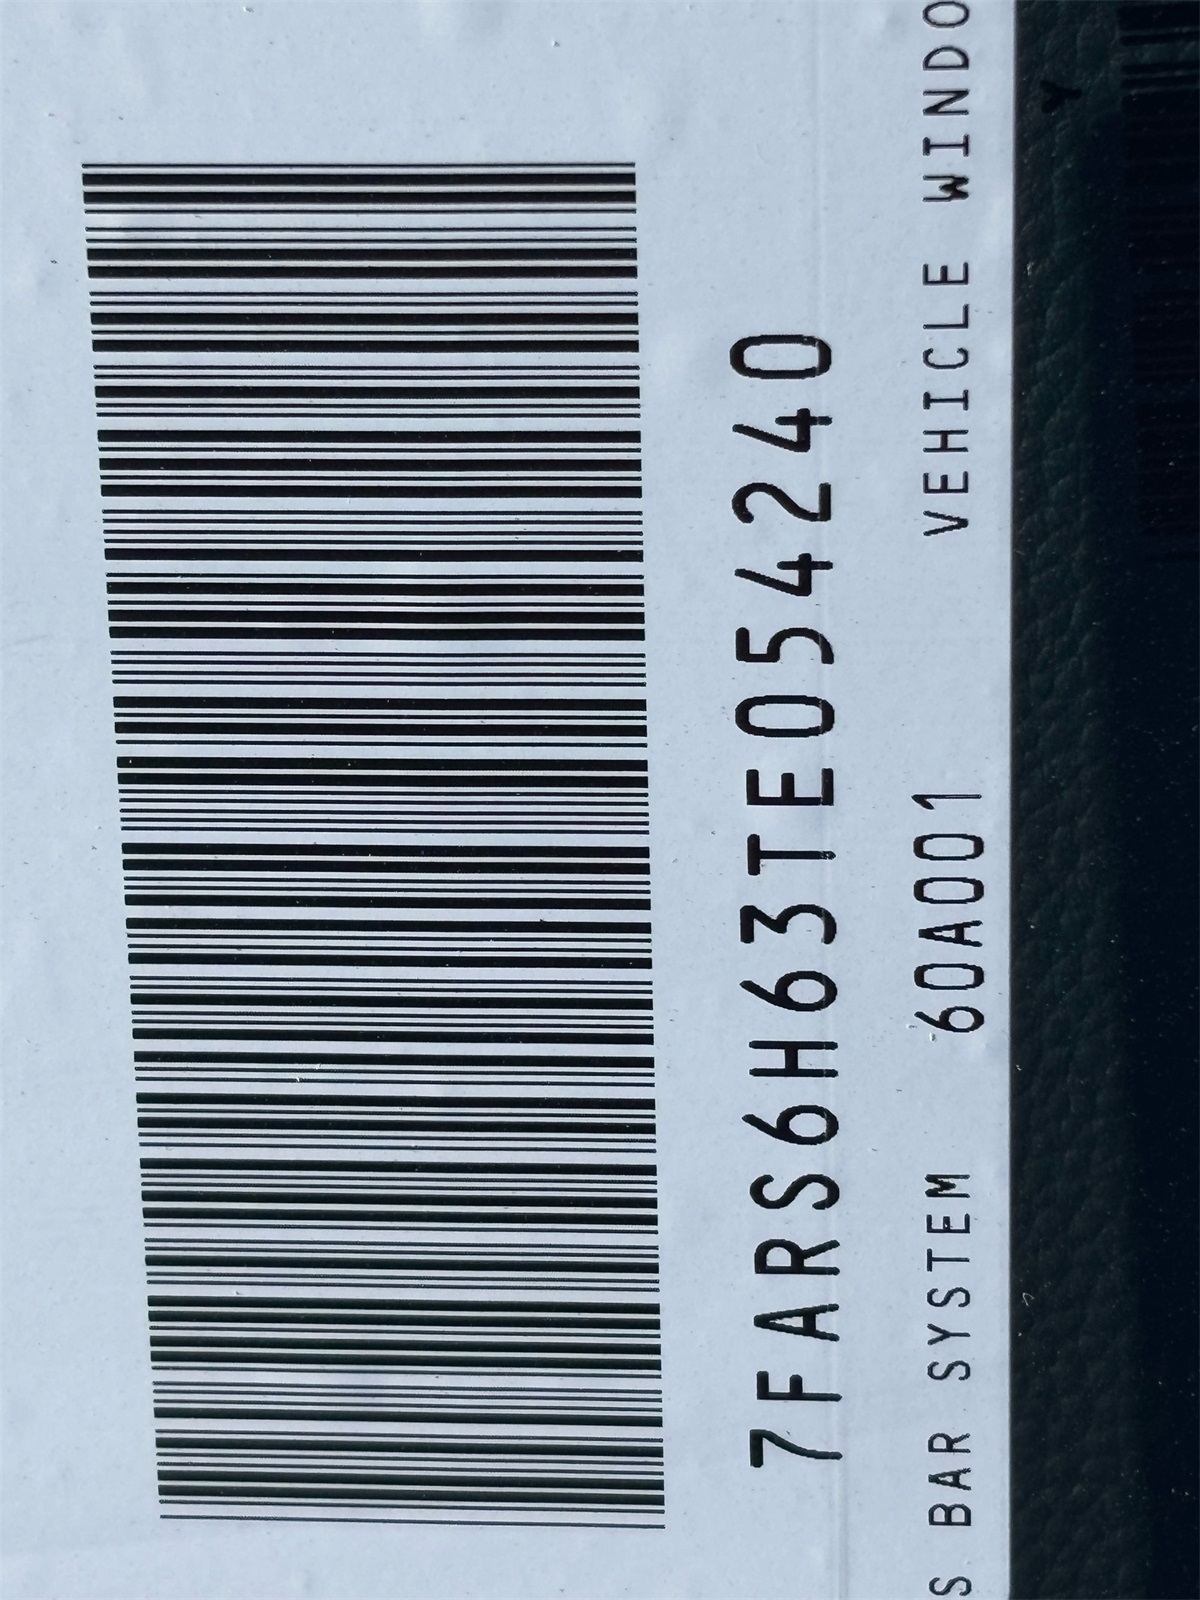 7FARS6H63TE054240
S BAR SYSTEM 60A001 VEHICLE WINDO
Y